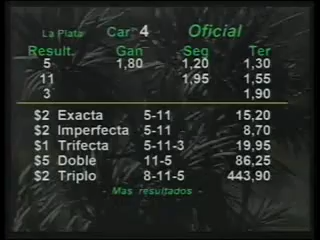 La Plata Car 4 Oficial
Result. Gan Seg Ter
5 1,80 1,20 1,30
11 1,95 1,55
3 1,90
$2 Exacta 5-11 15,20
$2 Imperfecta 5-11 8,70
$1 Trifecta 5-11-3 19,95
$5 Doble 11-5 86,25
$2 Triplo 8-11-5 443,90
- Mas resultados -